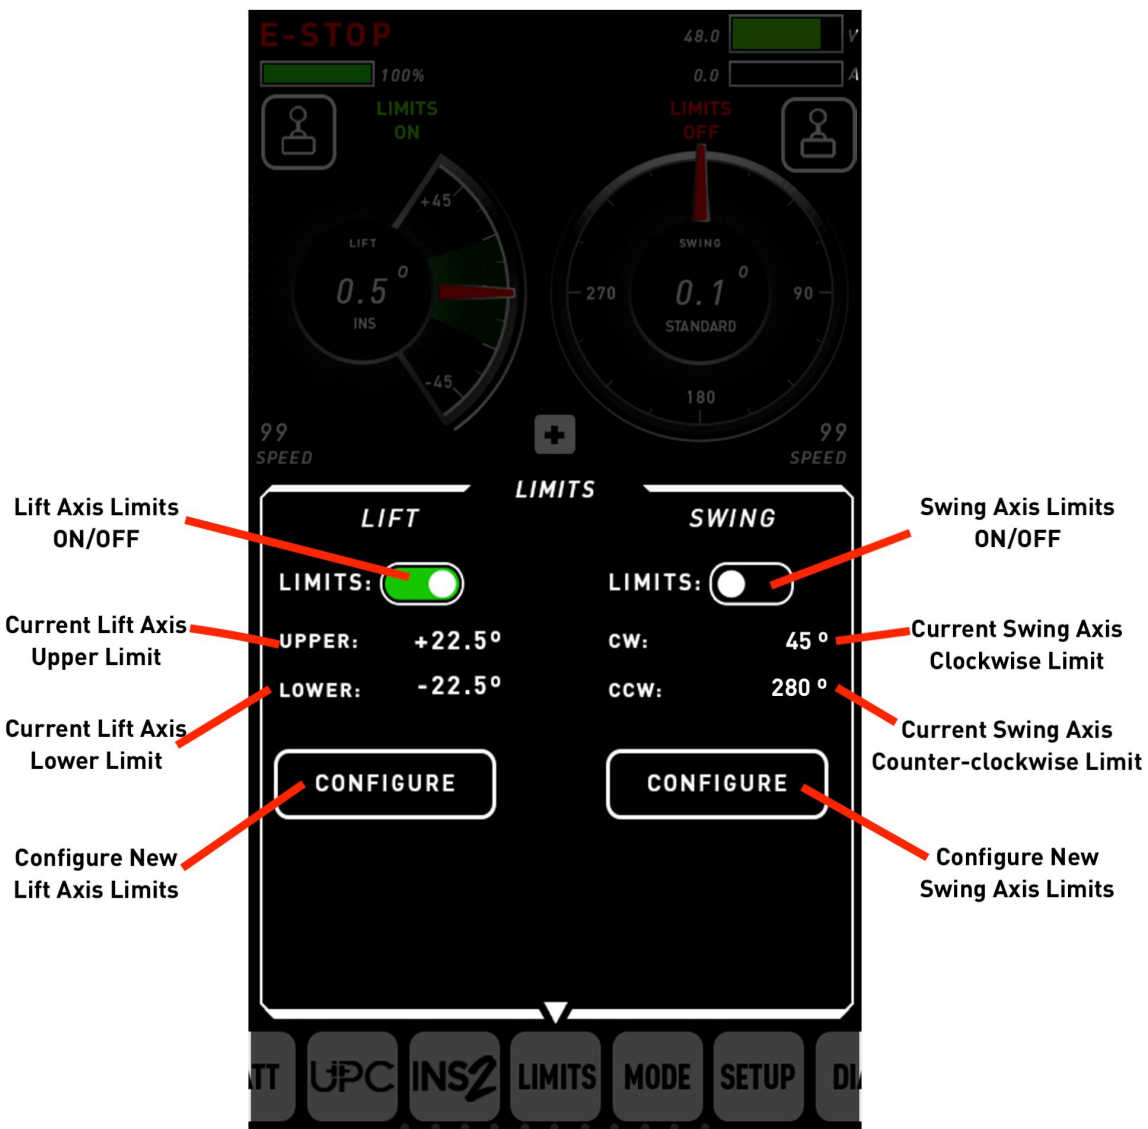 E-STOP
48.0 V
100%
0.0 A
LIMITS
ON
LIMITS
OFF
+45
LIFT
0.5 º
INS
-45
SWING
0.1 º
STANDARD
270
90
180
99
SPEED
99
SPEED
LIMITS
LIFT
SWING
LIMITS:
LIMITS:
UPPER: +22.5º
CW: 45 º
LOWER: -22.5º
CCW: 280 º
CONFIGURE
CONFIGURE
Lift Axis Limits
ON/OFF
Current Lift Axis
Upper Limit
Current Lift Axis
Lower Limit
Configure New
Lift Axis Limits
Swing Axis Limits
ON/OFF
Current Swing Axis
Clockwise Limit
Current Swing Axis
Counter-clockwise Limit
Configure New
Swing Axis Limits
UPC
INS2
LIMITS
MODE
SETUP